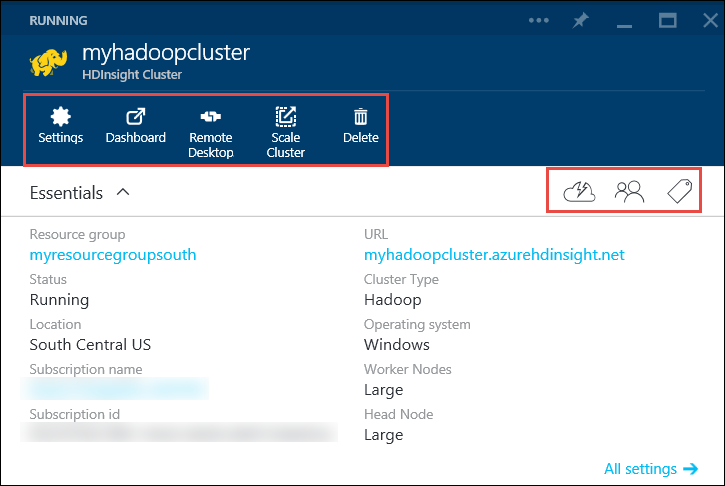 RUNNING
myhadoopcluster
HDInsight Cluster
Settings
Dashboard
Remote
Desktop
Scale
Cluster
Delete
Essentials
Resource group
myresourcegroupsouth
Status
Running
Location
South Central US
Subscription name
Subscription id
URL
myhadoopcluster.azurehdinsight.net
Cluster Type
Hadoop
Operating system
Windows
Worker Nodes
Large
Head Node
Large
All settings